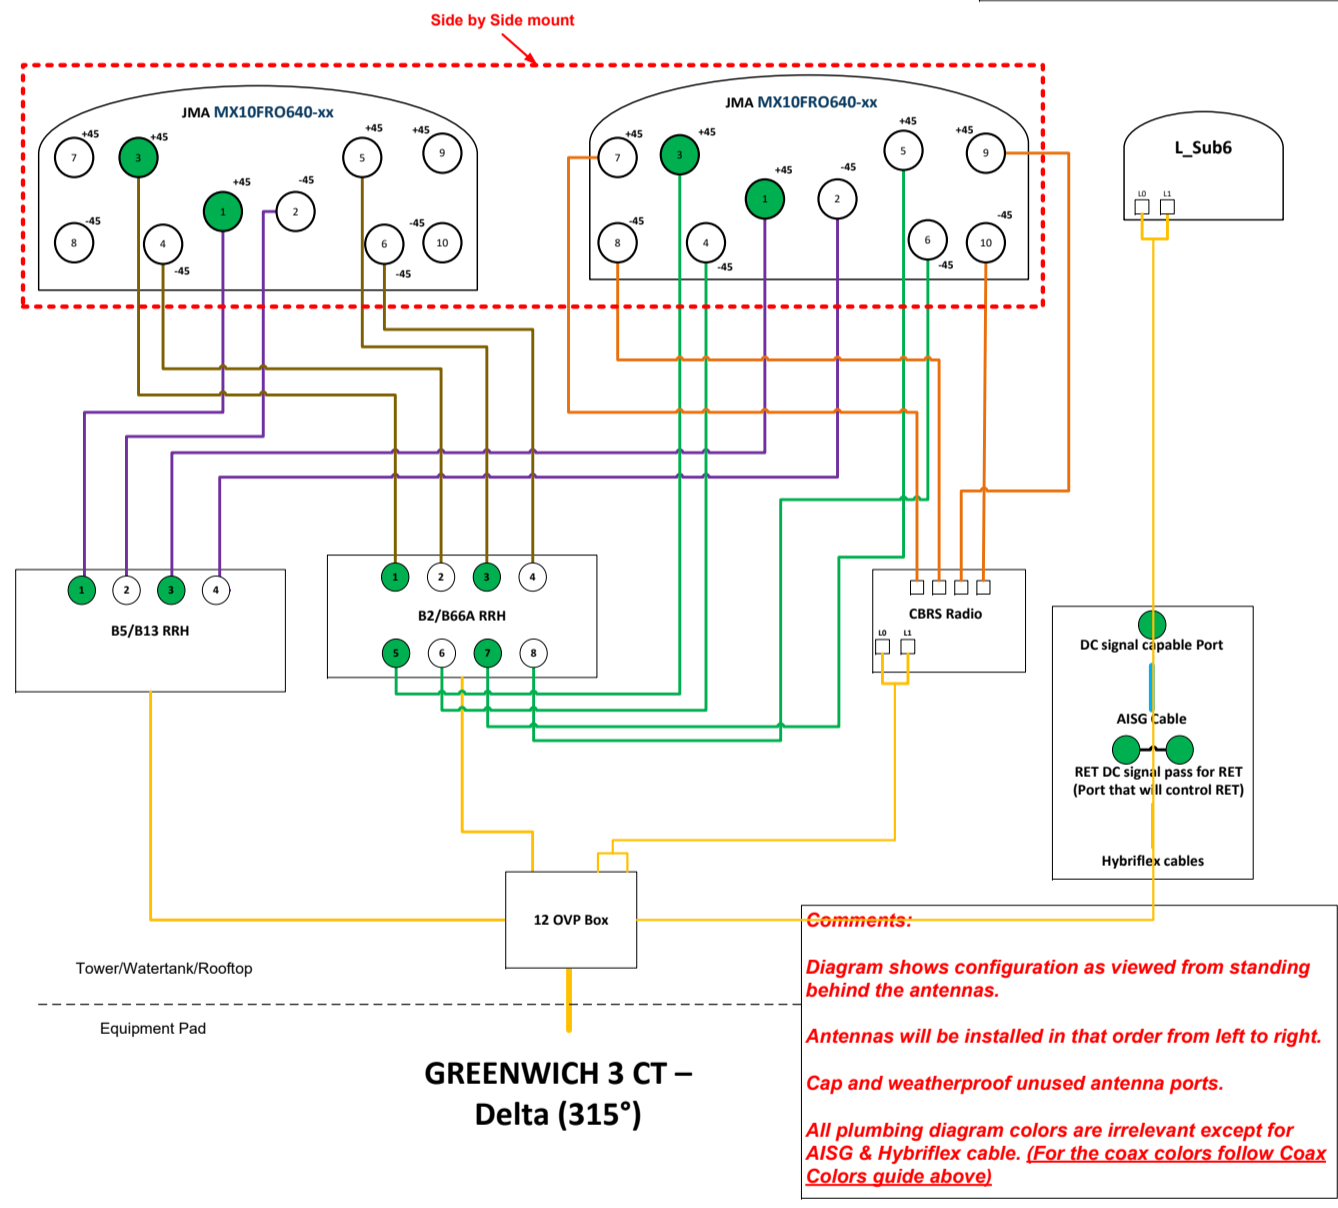 Side by Side mount
JMA MX10FRO640-xx
+45
+45
+45
+45
7
3
5
9
+45
-45
1
2
-45
-45
8
4
6
10
-45
-45
JMA MX10FRO640-xx
+45
+45
+45
+45
7
3
5
9
+45
-45
1
2
-45
-45
8
4
6
10
-45
-45
L_Sub6
L0 L1
1 2 3 4
B5/B13 RRH
1 2 3 4
B2/B66A RRH
5 6 7 8
CBRS Radio
L0 L1
DC signal capable Port
AISG Cable
RET DC signal pass for RET
(Port that will control RET)
Hybriflex cables
12 OVP Box
Tower/Watertank/Rooftop
Equipment Pad
GREENWICH 3 CT –
Delta (315°)
Comments:
Diagram shows configuration as viewed from standing
behind the antennas.
Antennas will be installed in that order from left to right.
Cap and weatherproof unused antenna ports.
All plumbing diagram colors are irrelevant except for
AISG & Hybriflex cable. (For the coax colors follow Coax
Colors guide above)